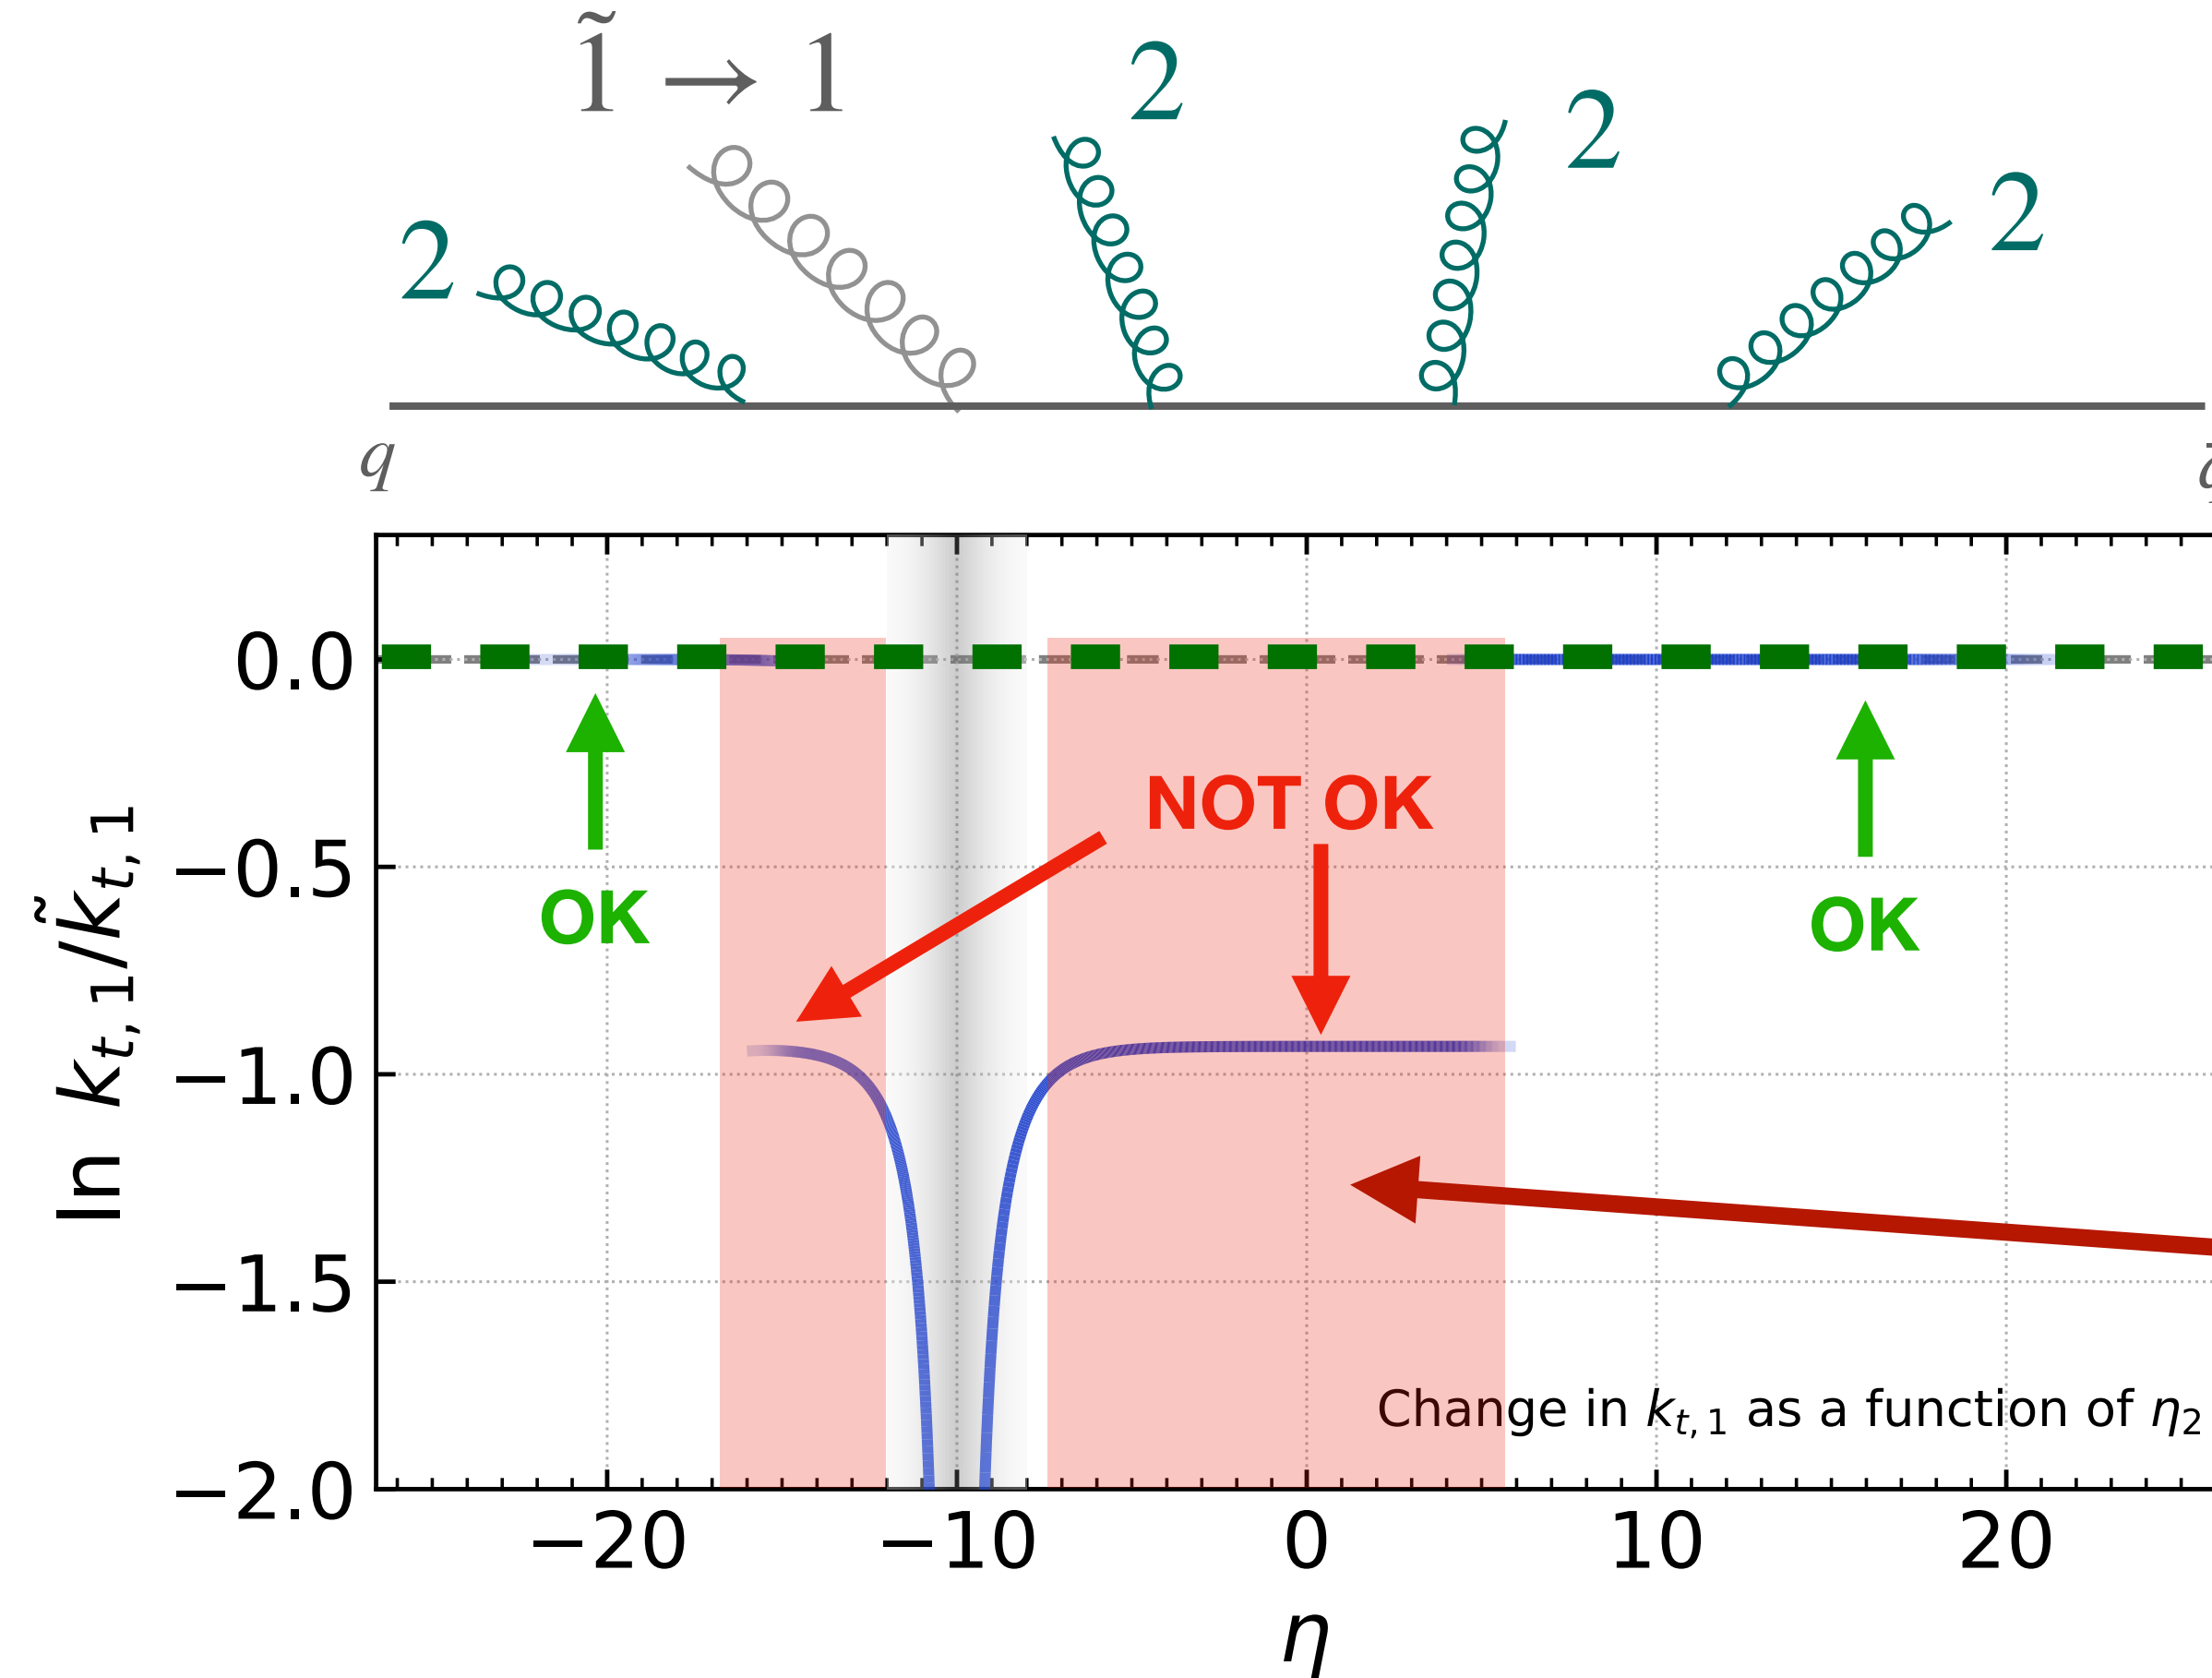 1̃ → 1
2
2
2
2
q
0.0
−0.5
−1.0
−1.5
−2.0
ln k_{t,1}/k̃_{t,1}
OK
NOT OK
OK
Change in k_{t,1} as a function of η₂
−20 −10 0 10 20
η